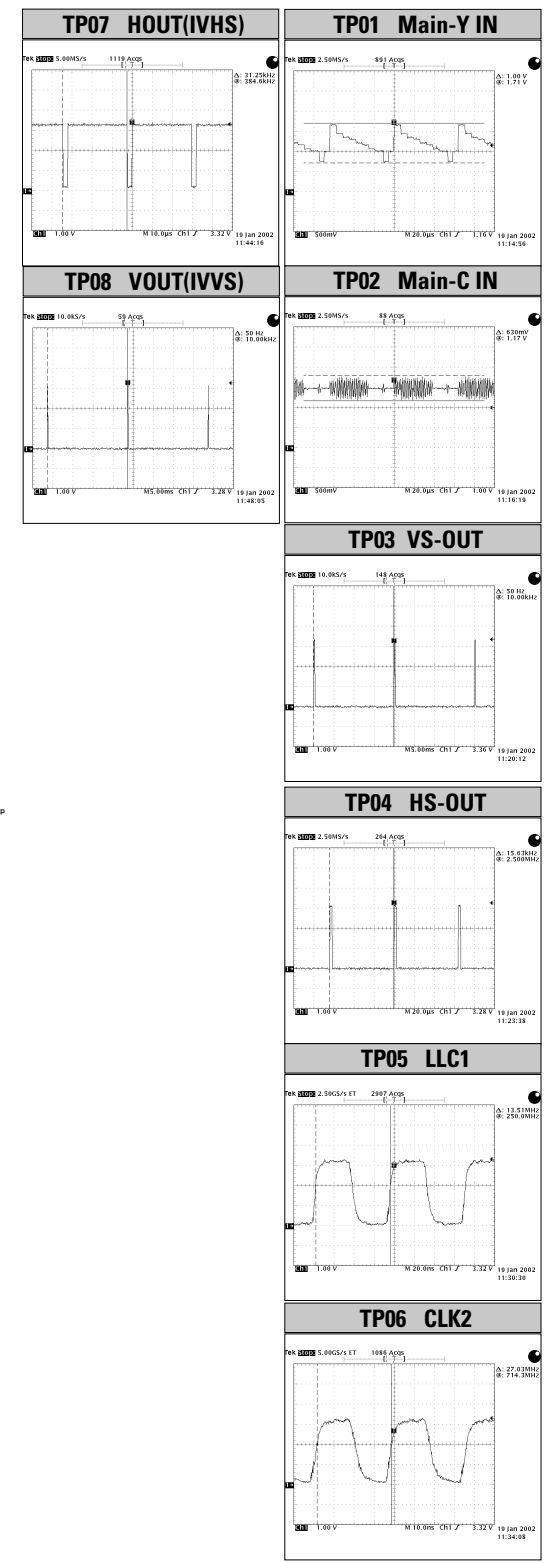 TP07 HOUT(IVHS)
Tek Stop: 5.00MS/s 1119 Acqs
[ T ]
Δ: 31.25kHz
@: 384.6kHz
1→
Ch1 1.00 V M 10.0µs Ch1 ∫ 3.32 V
19 Jan 2002
11:44:16
TP08 VOUT(IVVS)
Tek Stop: 10.0kS/s 59 Acqs
[ T ]
Δ: 50 Hz
@: 10.00kHz
1→
Ch1 1.00 V M5.00ms Ch1 ∫ 3.28 V
19 Jan 2002
11:48:05
TP01 Main-Y IN
Tek Stop: 2.50MS/s 891 Acqs
[ T ]
Δ: 1.00 V
@: 1.71 V
1→
Ch1 500mV M 20.0µs Ch1 ∫ 1.16 V
19 Jan 2002
11:14:56
TP02 Main-C IN
Tek Stop: 2.50MS/s 88 Acqs
[ T ]
Δ: 630mV
@: 1.17 V
1→
Ch1 500mV M 20.0µs Ch1 ∫ 1.00 V
19 Jan 2002
11:16:19
TP03 VS-OUT
Tek Stop: 10.0kS/s 148 Acqs
[ T ]
Δ: 50 Hz
@: 10.00kHz
1→
Ch1 1.00 V M5.00ms Ch1 ∫ 3.36 V
19 Jan 2002
11:20:12
P
TP04 HS-OUT
Tek Stop: 2.50MS/s 264 Acqs
[ T ]
Δ: 15.63kHz
@: 2.500MHz
1→
Ch1 1.00 V M 20.0µs Ch1 ∫ 3.28 V
19 Jan 2002
11:23:38
TP05 LLC1
Tek Stop: 2.50GS/s ET 2907 Acqs
[ T ]
Δ: 13.51MHz
@: 250.0MHz
1→
Ch1 1.00 V M 20.0ns Ch1 ∫ 3.32 V
19 Jan 2002
11:30:30
TP06 CLK2
Tek Stop: 5.00GS/s ET 1086 Acqs
[ T ]
Δ: 27.03MHz
@: 714.3MHz
1→
Ch1 1.00 V M 10.0ns Ch1 ∫ 3.32 V
19 Jan 2002
11:34:08